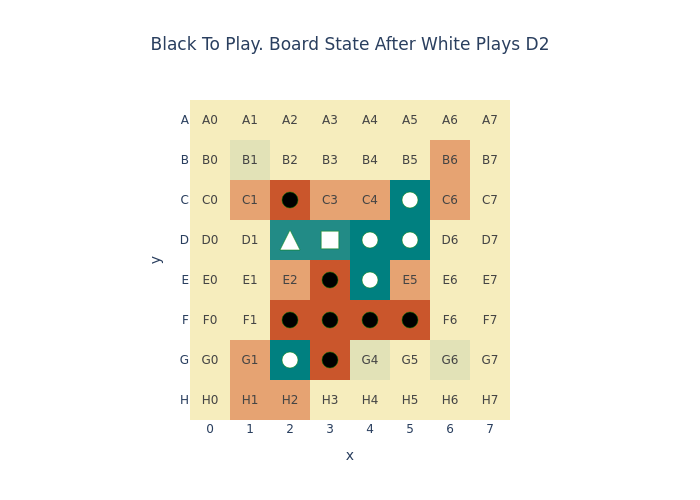 Black To Play. Board State After White Plays D2
A A0 A1 A2 A3 A4 A5 A6 A7
B B0 B1 B2 B3 B4 B5 B6 B7
C C0 C1 C3 C4 C6 C7
D D0 D1 D6 D7
y
E E0 E1 E2 E5 E6 E7
F F0 F1 F6 F7
G G0 G1 G4 G5 G6 G7
H H0 H1 H2 H3 H4 H5 H6 H7
0 1 2 3 4 5 6 7
x